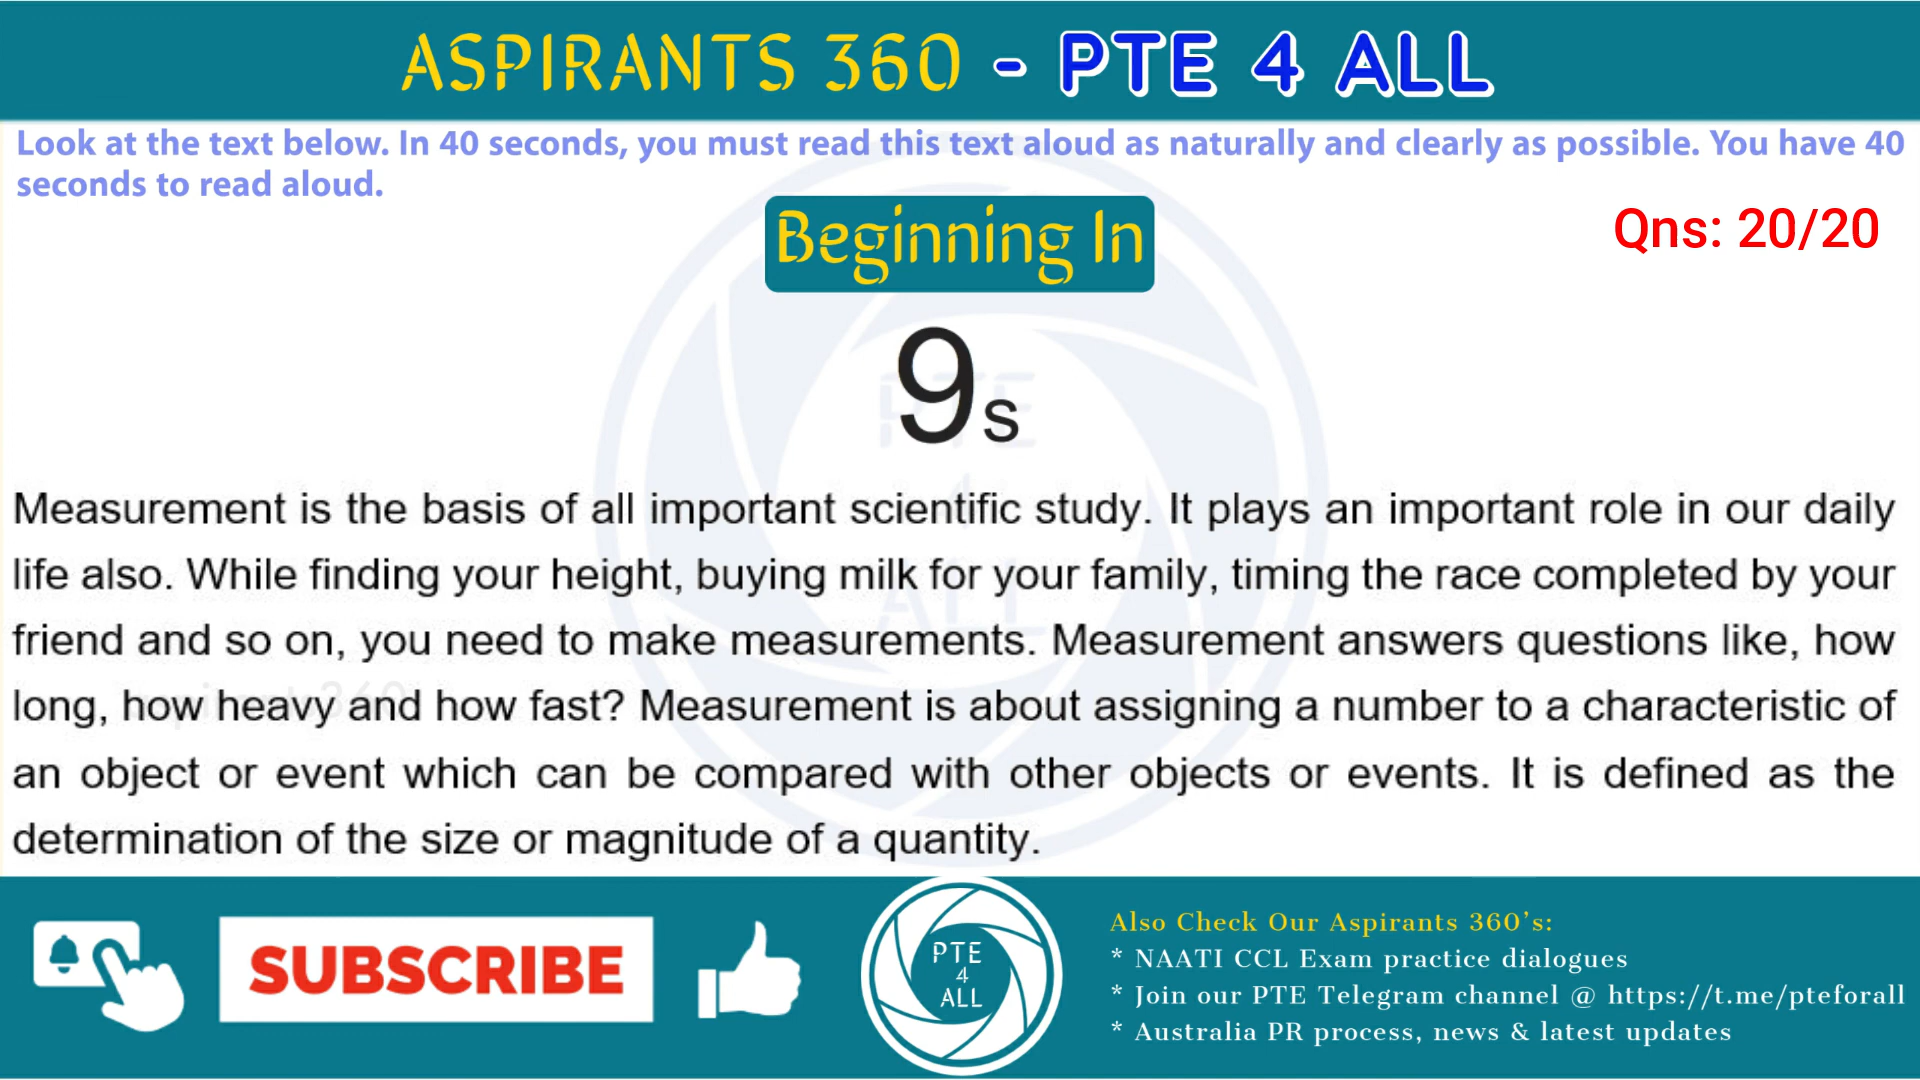 ASPIRANTS 360 - PTE 4 ALL
Look at the text below. In 40 seconds, you must read this text aloud as naturally and clearly as possible. You have 40
seconds to read aloud.
Beginning In
Qns: 20/20
9s
PTE
4
ALL
Measurement is the basis of all important scientific study. It plays an important role in our daily
life also. While finding your height, buying milk for your family, timing the race completed by your
friend and so on, you need to make measurements. Measurement answers questions like, how
long, how heavy and how fast? Measurement is about assigning a number to a characteristic of
an object or event which can be compared with other objects or events. It is defined as the
determination of the size or magnitude of a quantity.
aspirants360
SUBSCRIBE
PTE
4
ALL
Also Check Our Aspirants 360's:
* NAATI CCL Exam practice dialogues
* Join our PTE Telegram channel @ https://t.me/pteforall
* Australia PR process, news & latest updates